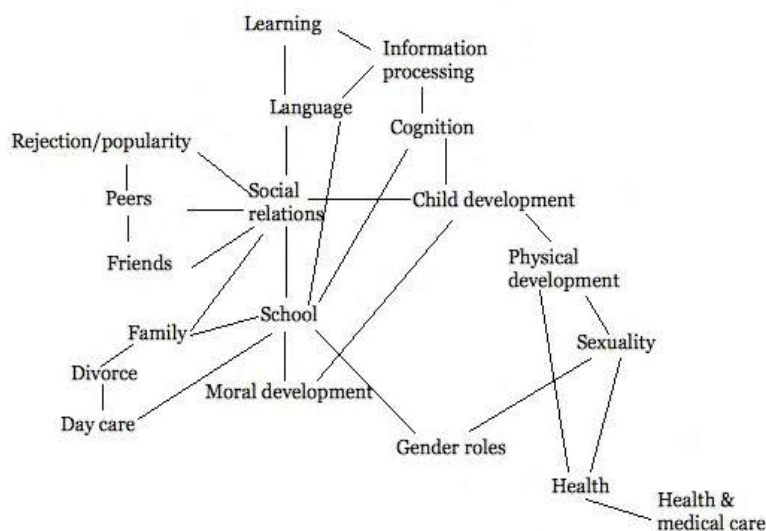 Learning
Information
processing
Language
Cognition
Rejection/popularity
Peers
Social
relations
Child development
Friends
Physical
development
School
Family
Sexuality
Divorce
Moral development
Day care
Gender roles
Health
Health &
medical care